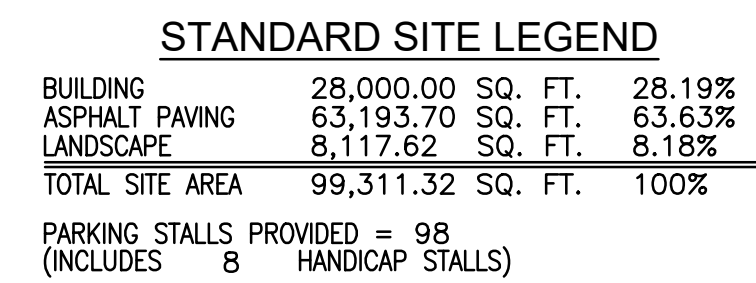 STANDARD SITE LEGEND
BUILDING 28,000.00 SQ. FT. 28.19%
ASPHALT PAVING 63,193.70 SQ. FT. 63.63%
LANDSCAPE 8,117.62 SQ. FT. 8.18%
TOTAL SITE AREA 99,311.32 SQ. FT. 100%
PARKING STALLS PROVIDED = 98
(INCLUDES 8 HANDICAP STALLS)